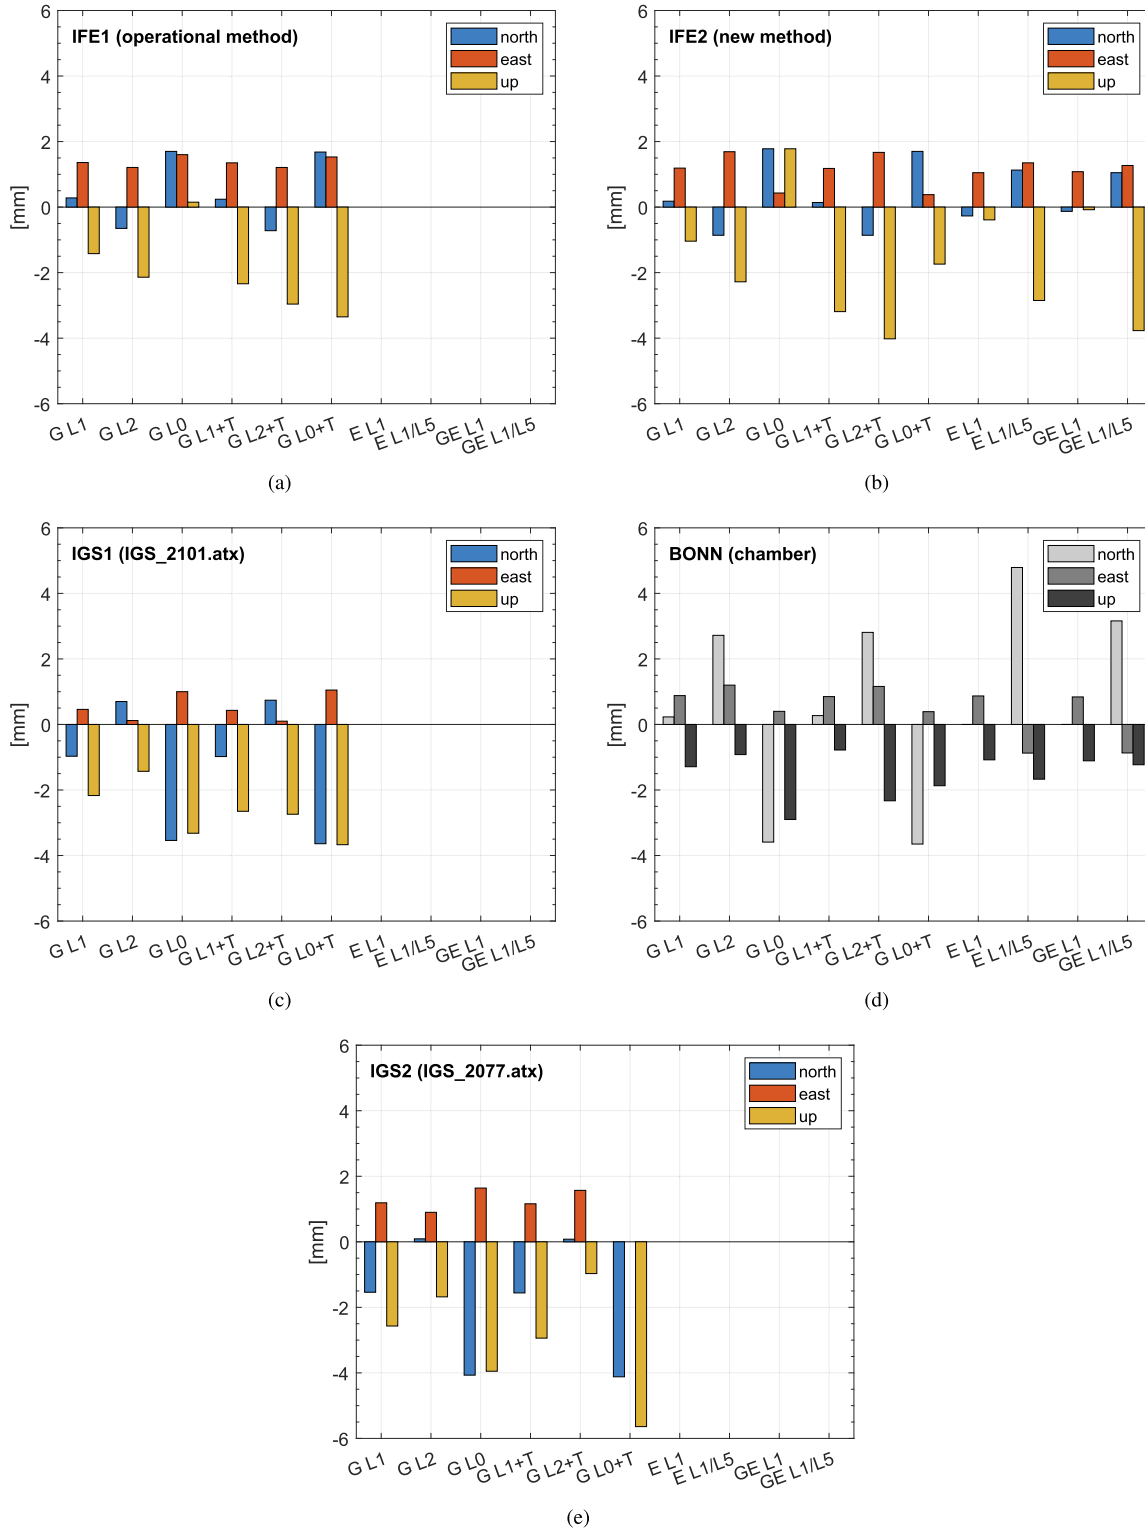 IFE1 (operational method)
north
east
up
[mm]
6
4
2
0
-2
-4
-6
G L1
G L2
G L0
G L1+T
G L2+T
G L0+T
E L1
E L1/L5
GE L1
GE L1/L5
(a)
IFE2 (new method)
north
east
up
[mm]
6
4
2
0
-2
-4
-6
G L1
G L2
G L0
G L1+T
G L2+T
G L0+T
E L1
E L1/L5
GE L1
GE L1/L5
(b)
IGS1 (IGS_2101.atx)
north
east
up
[mm]
6
4
2
0
-2
-4
-6
G L1
G L2
G L0
G L1+T
G L2+T
G L0+T
E L1
E L1/L5
GE L1
GE L1/L5
(c)
BONN (chamber)
north
east
up
[mm]
6
4
2
0
-2
-4
-6
G L1
G L2
G L0
G L1+T
G L2+T
G L0+T
E L1
E L1/L5
GE L1
GE L1/L5
(d)
IGS2 (IGS_2077.atx)
north
east
up
[mm]
6
4
2
0
-2
-4
-6
G L1
G L2
G L0
G L1+T
G L2+T
G L0+T
E L1
E L1/L5
GE L1
GE L1/L5
(e)